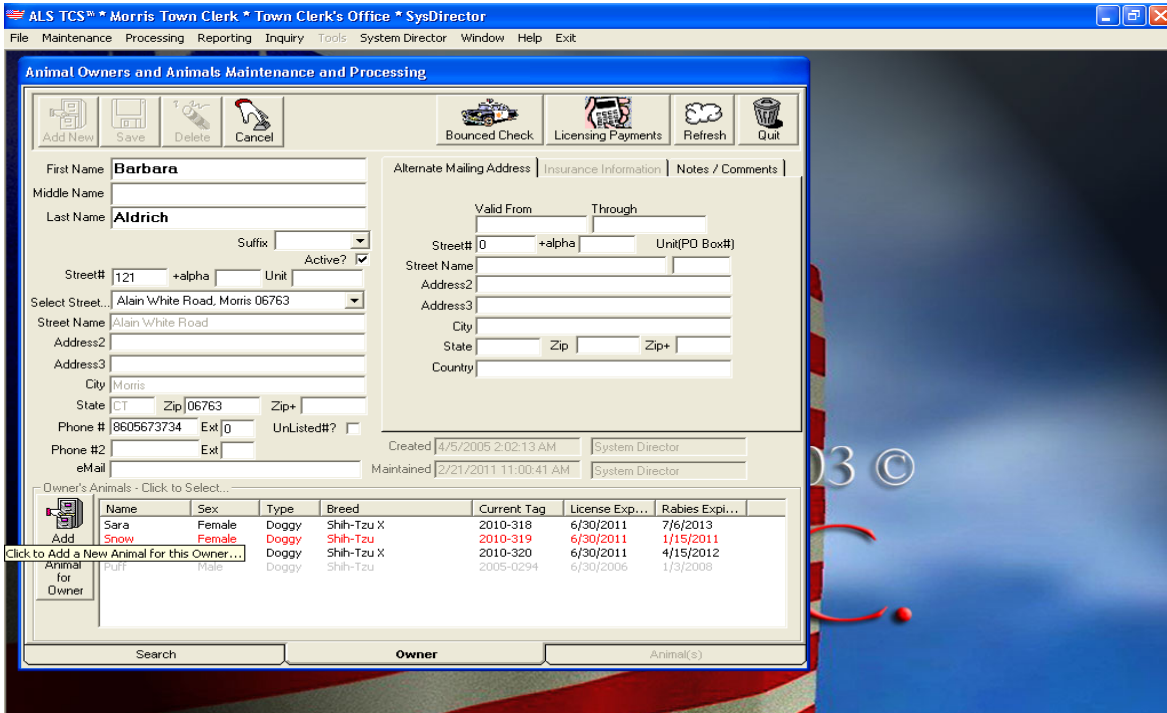 ALS TCS™ * Morris Town Clerk * Town Clerk's Office * SysDirector
File Maintenance Processing Reporting Inquiry Tools System Director Window Help Exit
Animal Owners and Animals Maintenance and Processing
Add New Save Delete Cancel Bounced Check Licensing Payments Refresh Quit
First Name Barbara
Middle Name
Last Name Aldrich
Suffix
Active?
Street# 121 +alpha Unit
Select Street... Alain White Road, Morris 06763
Street Name Alain White Road
Address2
Address3
City Morris
State CT Zip 06763 Zip+
Phone # 8605673734 Ext 0 UnListed#?
Phone #2 Ext
eMail
Alternate Mailing Address Insurance Information Notes / Comments
Valid From Through
Street# 0 +alpha Unit(PO Box#)
Street Name
Address2
Address3
City
State Zip Zip+
Country
Created 4/5/2005 2:02:13 AM System Director
Maintained 2/21/2011 11:00:41 AM System Director
Owner's Animals - Click to Select...
Name Sex Type Breed Current Tag License Exp... Rabies Expi...
Sara Female Doggy Shih-Tzu X 2010-318 6/30/2011 7/6/2013
Snow Female Doggy Shih-Tzu 2010-319 6/30/2011 1/15/2011
Doggy Shih-Tzu X 2010-320 6/30/2011 4/15/2012
Puff Male Doggy Shih-Tzu 2005-0294 6/30/2006 1/3/2008
Add
Click to Add a New Animal for this Owner...
Animal
for
Owner
Search Owner Animal(s)
03 ©
C.